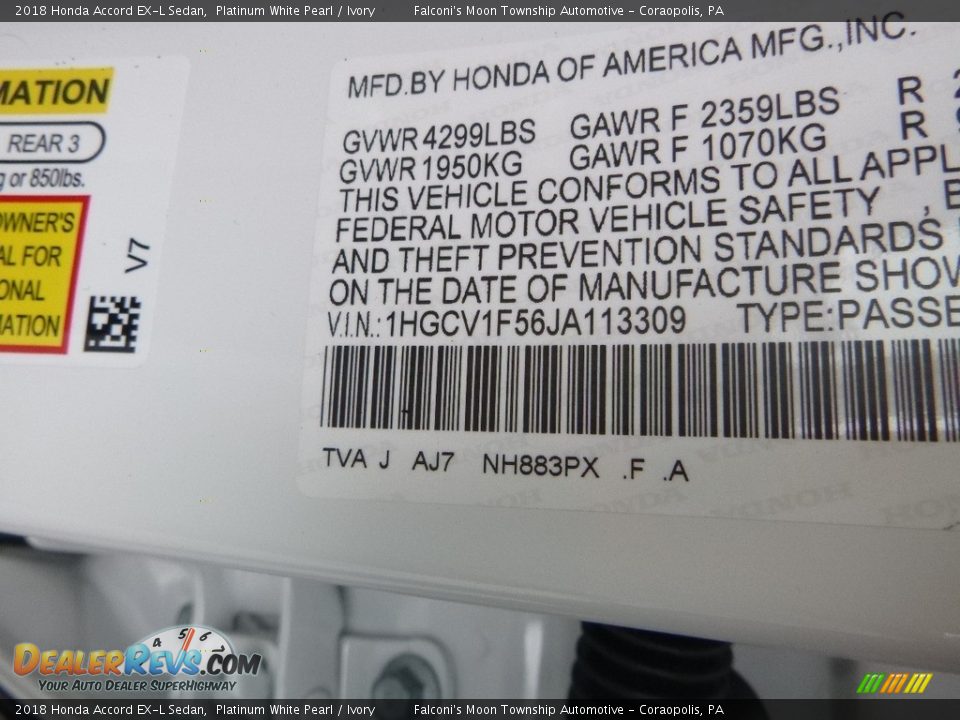 2018 Honda Accord EX-L Sedan, Platinum White Pearl / Ivory Falconi's Moon Township Automotive - Coraopolis, PA
MATION
REAR 3
g or 850lbs.
OWNER'S
AL FOR
ONAL
MATION
V7
MFD.BY HONDA OF AMERICA MFG.,INC.
GVWR 4299LBS GAWR F 2359LBS R 2
GVWR 1950KG GAWR F 1070KG R
THIS VEHICLE CONFORMS TO ALL APPL
FEDERAL MOTOR VEHICLE SAFETY , B
AND THEFT PREVENTION STANDARDS
ON THE DATE OF MANUFACTURE SHOW
V.I.N.:1HGCV1F56JA113309 TYPE:PASSE
TVA J AJ7 NH883PX .F .A
4 5 6
DEALERREVS.COM
YOUR AUTO DEALER SUPERHIGHWAY
2018 Honda Accord EX-L Sedan, Platinum White Pearl / Ivory Falconi's Moon Township Automotive - Coraopolis, PA